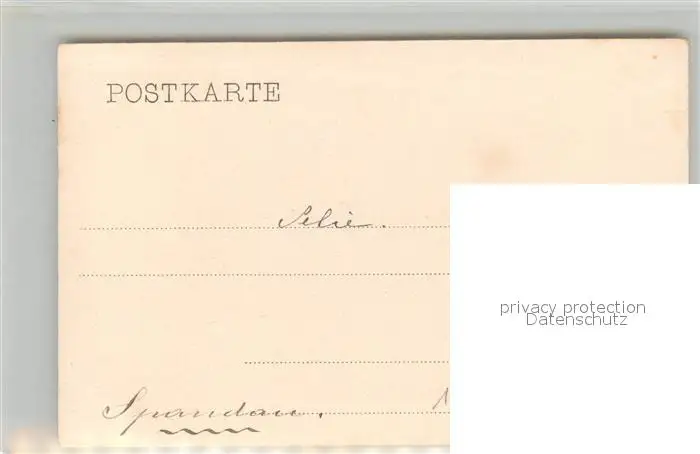 POSTKARTE
privacy protection
Datenschutz
Spandau.